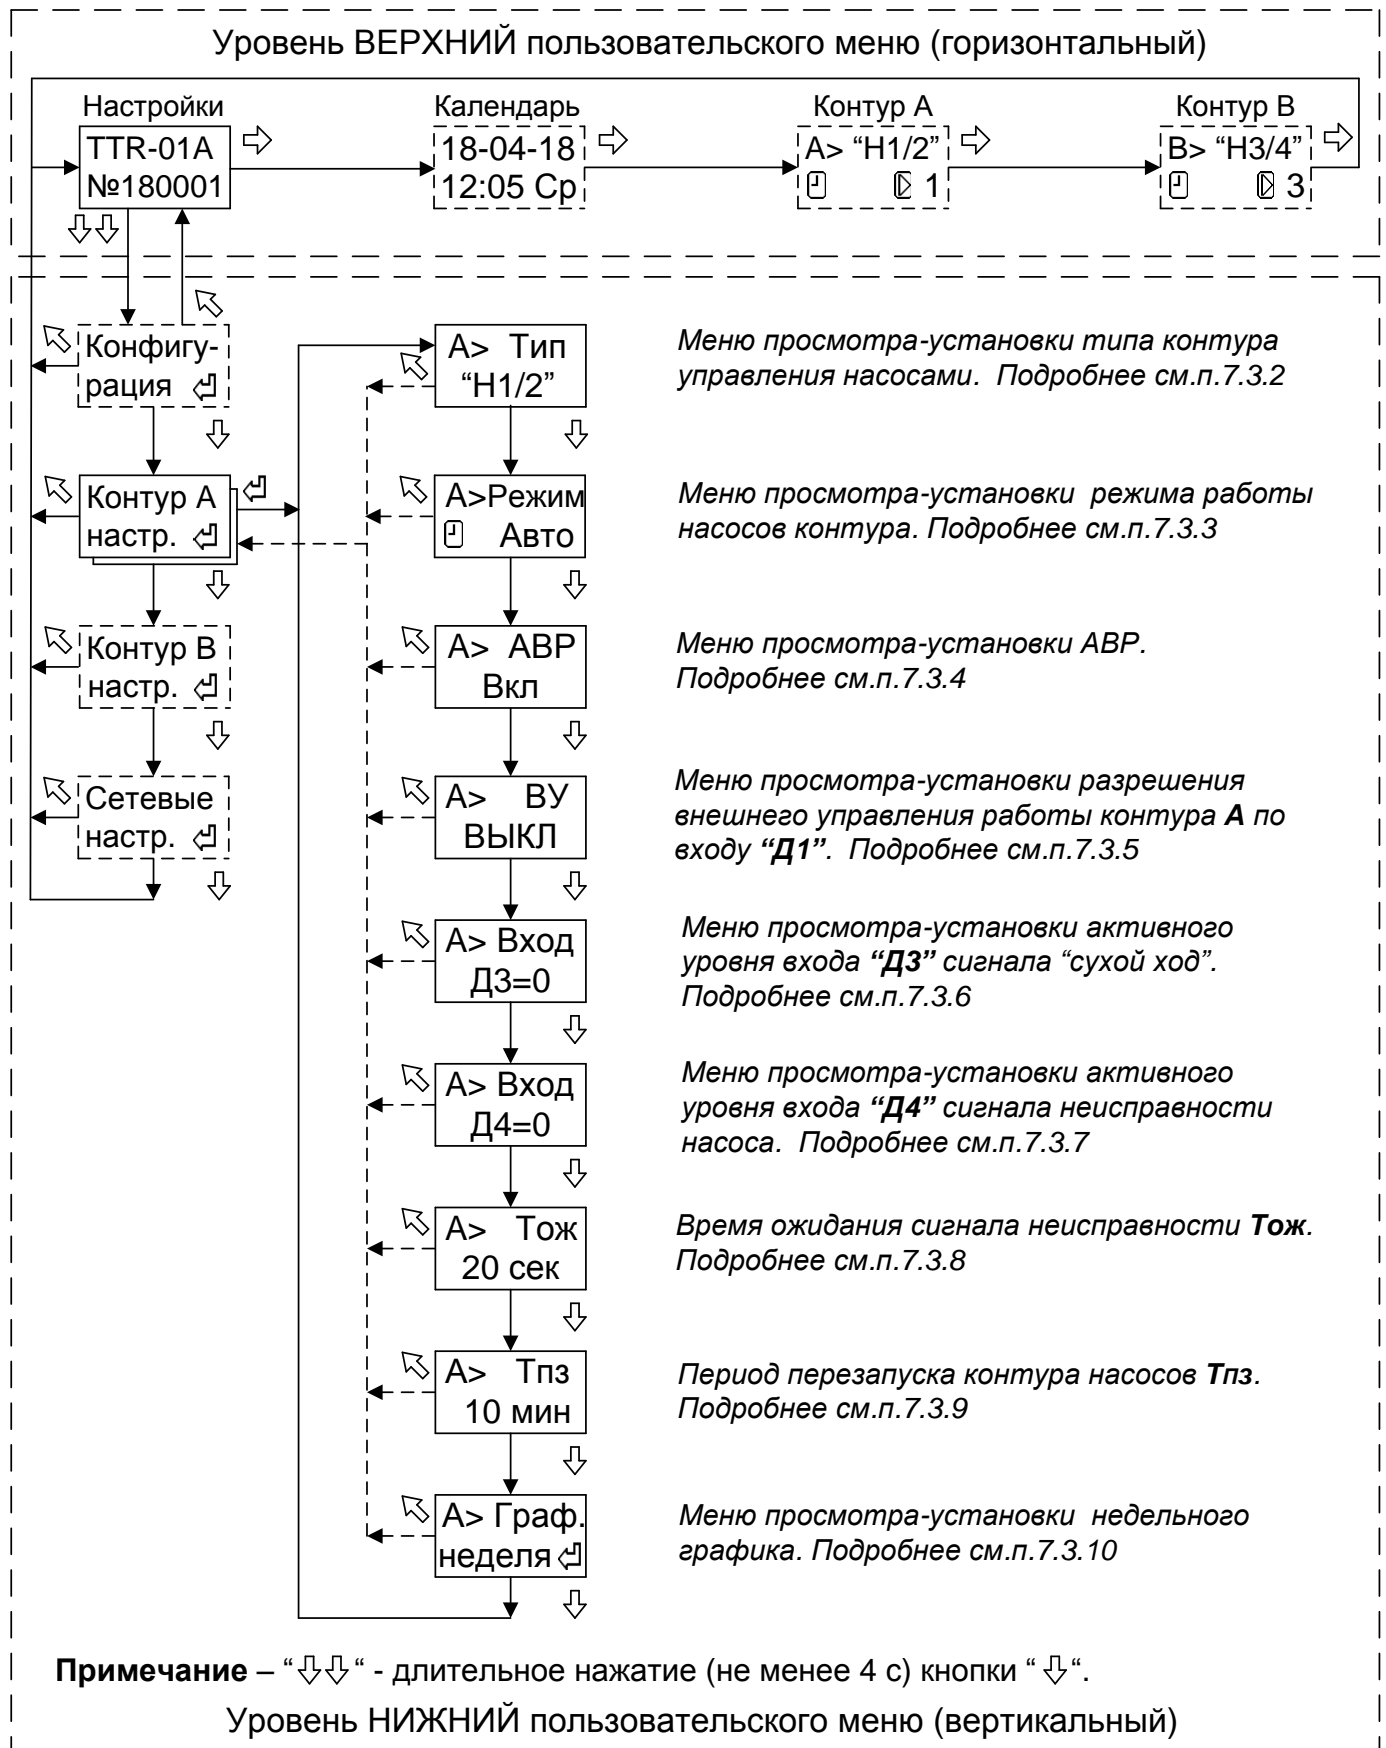 Уровень ВЕРХНИЙ пользовательского меню (горизонтальный)
Настройки
TTR-01A
№180001
Календарь
18-04-18
12:05 Ср
Контур А
А> “Н1/2”
1
Контур В
В> “Н3/4”
3
Конфигу-
рация
Контур А
настр.
Контур В
настр.
Сетевые
настр.
А> Тип
“Н1/2”
Меню просмотра-установки типа контура
управления насосами. Подробнее см.п.7.3.2
А>Режим
Авто
Меню просмотра-установки режима работы
насосов контура. Подробнее см.п.7.3.3
А> АВР
Вкл
Меню просмотра-установки АВР.
Подробнее см.п.7.3.4
А> ВУ
ВЫКЛ
Меню просмотра-установки разрешения
внешнего управления работы контура А по
входу “Д1”. Подробнее см.п.7.3.5
А> Вход
Д3=0
Меню просмотра-установки активного
уровня входа “Д3” сигнала “сухой ход”.
Подробнее см.п.7.3.6
А> Вход
Д4=0
Меню просмотра-установки активного
уровня входа “Д4” сигнала неисправности
насоса. Подробнее см.п.7.3.7
А> Тож
20 сек
Время ожидания сигнала неисправности Тож.
Подробнее см.п.7.3.8
А> Тпз
10 мин
Период перезапуска контура насосов Тпз.
Подробнее см.п.7.3.9
А> Граф.
неделя
Меню просмотра-установки недельного
графика. Подробнее см.п.7.3.10
Примечание – “⇩⇩“ - длительное нажатие (не менее 4 с) кнопки “⇩“.
Уровень НИЖНИЙ пользовательского меню (вертикальный)